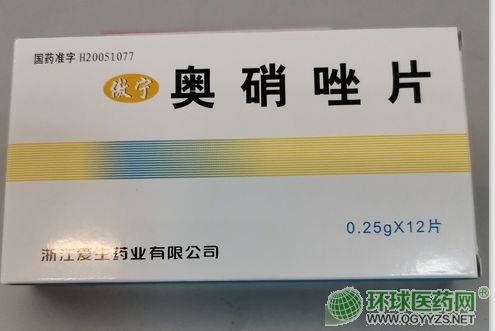 国药准字 H20051077
傲宁
奥硝唑片
0.25gX12片
浙江爱生药业有限公司
环球医药网
WWW.QGYYZS.NET